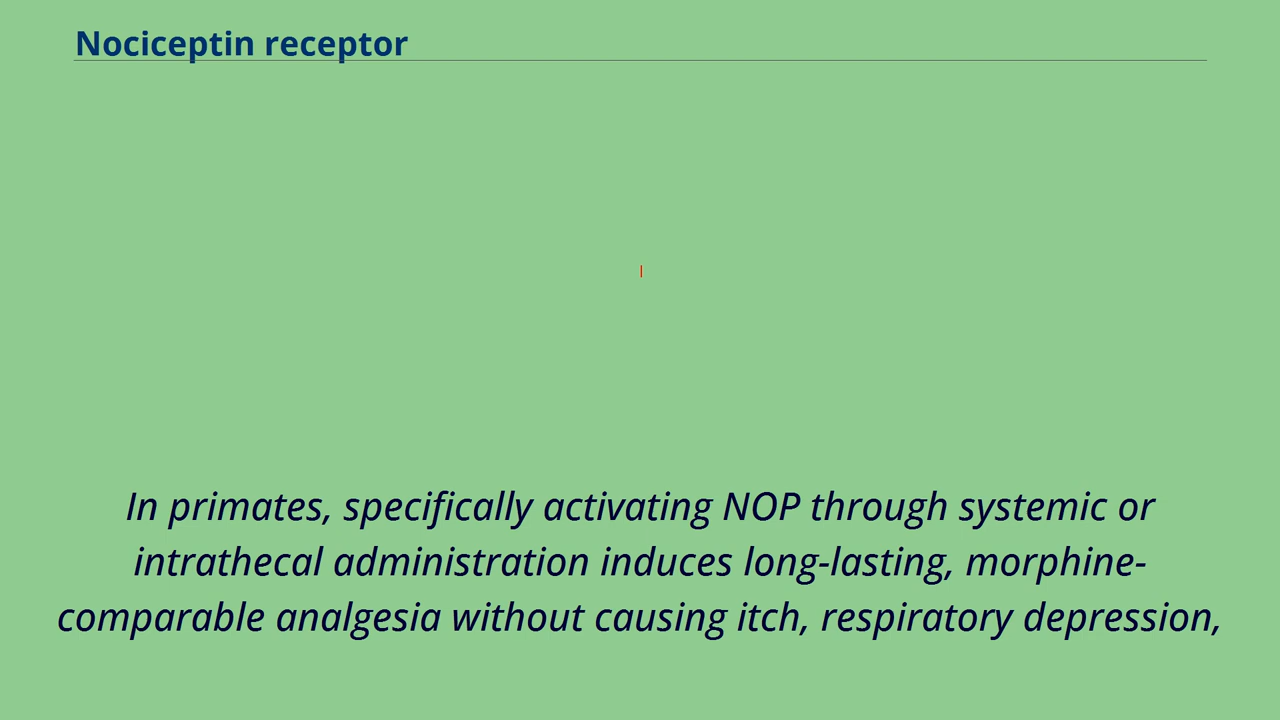 Nociceptin receptor
In primates, specifically activating NOP through systemic or
intrathecal administration induces long-lasting, morphine-
comparable analgesia without causing itch, respiratory depression,